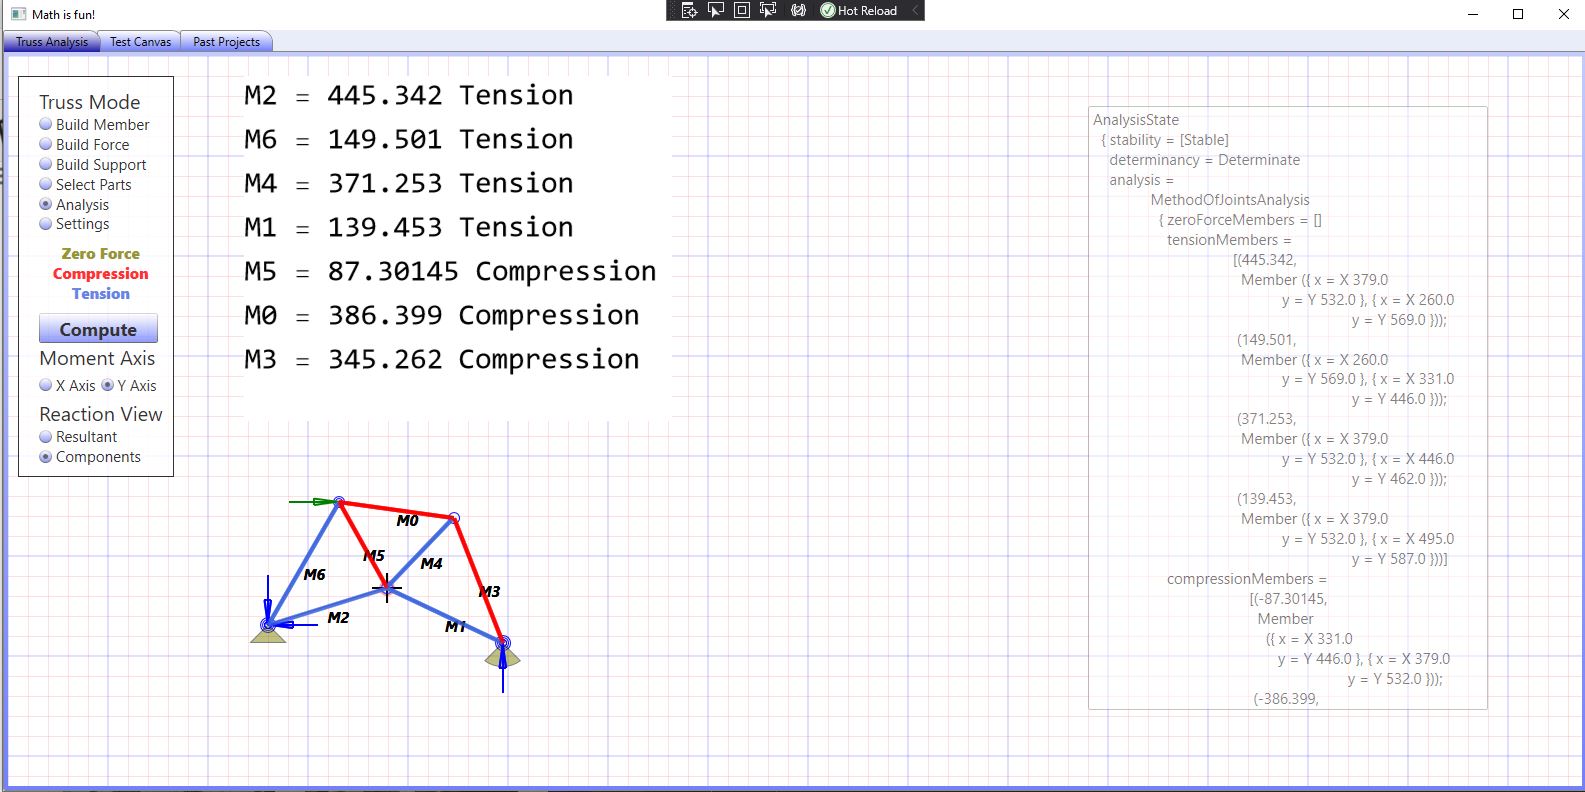 Math is fun!
Hot Reload
Truss Analysis
Test Canvas
Past Projects
Truss Mode
Build Member
Build Force
Build Support
Select Parts
Analysis
Settings
Zero Force
Compression
Tension
Compute
Moment Axis
X Axis
Y Axis
Reaction View
Resultant
Components
M2 = 445.342 Tension
M6 = 149.501 Tension
M4 = 371.253 Tension
M1 = 139.453 Tension
M5 = 87.30145 Compression
M0 = 386.399 Compression
M3 = 345.262 Compression
M0
M5
M4
M6
M3
M2
M1
AnalysisState
{ stability = [Stable]
determinancy = Determinate
analysis =
MethodOfJointsAnalysis
{ zeroForceMembers = []
tensionMembers =
[(445.342,
Member ({ x = X 379.0
y = Y 532.0 }, { x = X 260.0
y = Y 569.0 }));
(149.501,
Member ({ x = X 260.0
y = Y 569.0 }, { x = X 331.0
y = Y 446.0 }));
(371.253,
Member ({ x = X 379.0
y = Y 532.0 }, { x = X 446.0
y = Y 462.0 }));
(139.453,
Member ({ x = X 379.0
y = Y 532.0 }, { x = X 495.0
y = Y 587.0 }))]
compressionMembers =
[(-87.30145,
Member
({ x = X 331.0
y = Y 446.0 }, { x = X 379.0
y = Y 532.0 }));
(-386.399,